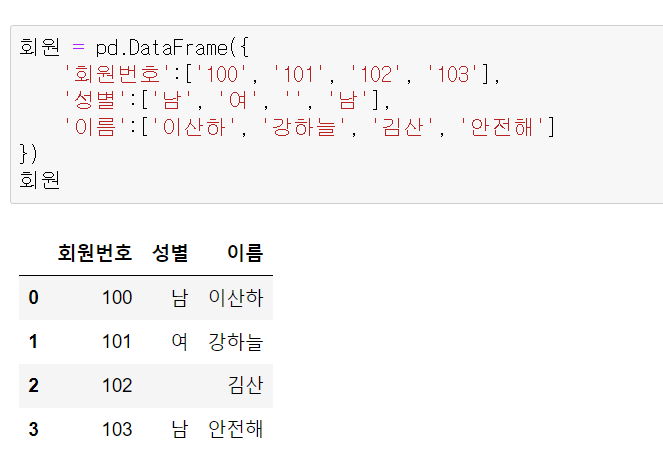 회원 = pd.DataFrame({
    '회원번호':['100', '101', '102', '103'],
    '성별':['남', '여', '', '남'],
    '이름':['이산하', '강하늘', '김산', '안전해']
})
회원
회원번호 성별 이름
0 100 남 이산하
1 101 여 강하늘
2 102 김산
3 103 남 안전해